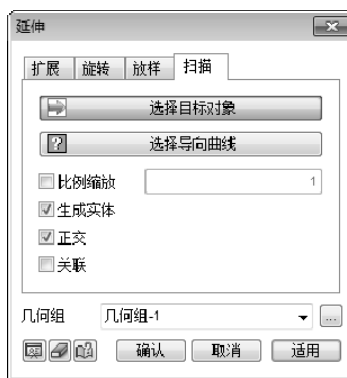 延伸
扩展 旋转 放样 扫描
选择目标对象
选择导向曲线
比例缩放 1
生成实体
正交
关联
几何组 几何组-1 ...
确认 取消 适用